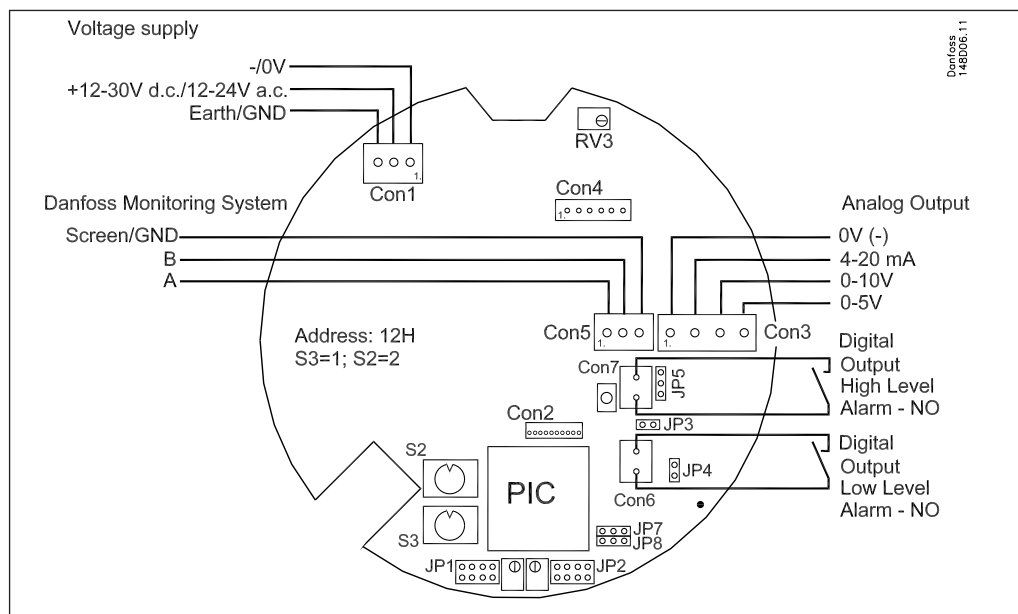 Voltage supply
Danfoss
148D06.11
-/0V
+12-30V d.c./12-24V a.c.
Earth/GND
RV3
1.
Con1
Con4
1.
Danfoss Monitoring System
Analog Output
Screen/GND
0V (-)
B
4-20 mA
A
0-10V
0-5V
Con5
1.
1.
Con3
Address: 12H
S3=1; S2=2
Digital
Output
High Level
Alarm - NO
Con7
JP5
Con2
JP3
Digital
Output
Low Level
Alarm - NO
S2
PIC
JP4
Con6
S3
JP7
JP8
JP1
JP2